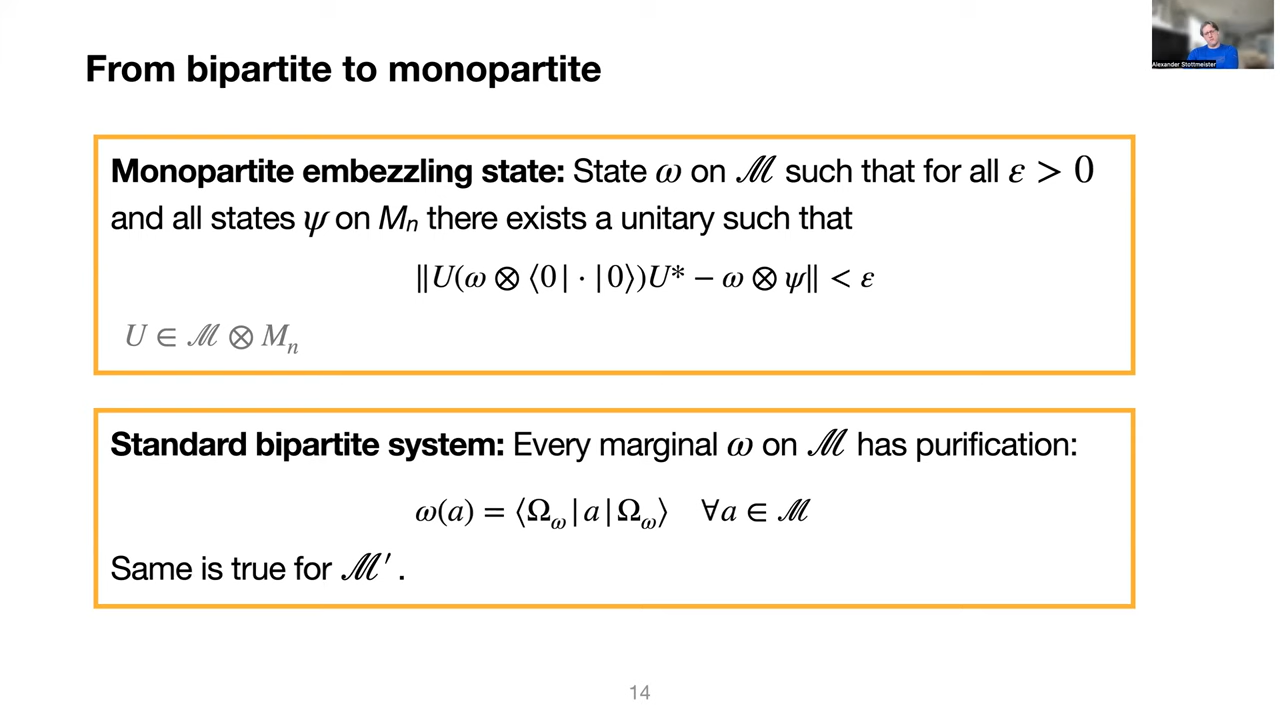 From bipartite to monopartite
Alexander Stottmeister
Monopartite embezzling state: State ω on ℳ such that for all ε > 0
and all states ψ on Mₙ there exists a unitary such that
‖U(ω ⊗ ⟨0| · |0⟩)U* − ω ⊗ ψ‖ < ε
U ∈ ℳ ⊗ Mₙ
Standard bipartite system: Every marginal ω on ℳ has purification:
ω(a) = ⟨Ω_ω|a|Ω_ω⟩ ∀a ∈ ℳ
Same is true for ℳ′ .
14